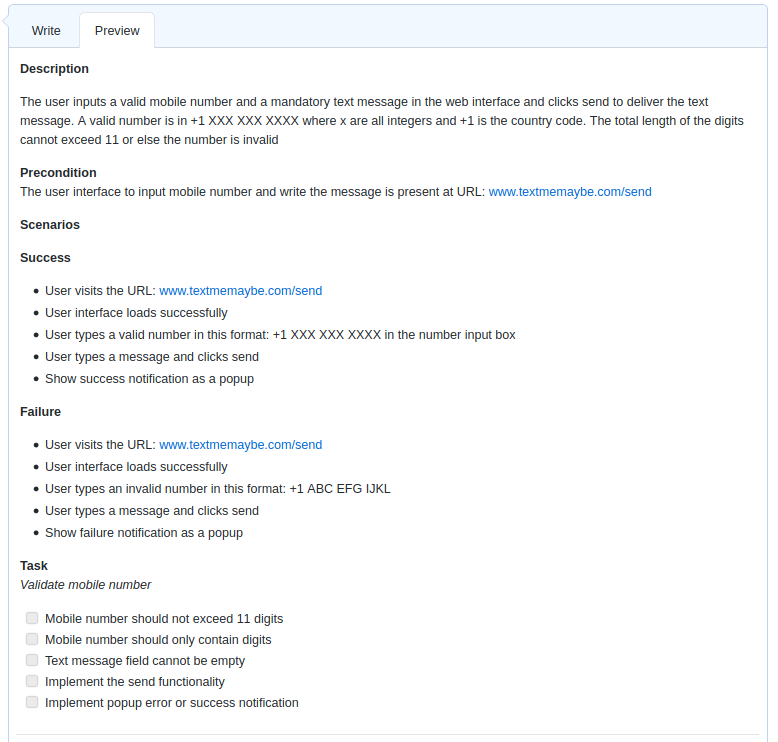 Write
Preview
Description
The user inputs a valid mobile number and a mandatory text message in the web interface and clicks send to deliver the text
message. A valid number is in +1 XXX XXX XXXX where x are all integers and +1 is the country code. The total length of the digits
cannot exceed 11 or else the number is invalid
Precondition
The user interface to input mobile number and write the message is present at URL: www.textmemaybe.com/send
Scenarios
Success
User visits the URL: www.textmemaybe.com/send
User interface loads successfully
User types a valid number in this format: +1 XXX XXX XXXX in the number input box
User types a message and clicks send
Show success notification as a popup
Failure
User visits the URL: www.textmemaybe.com/send
User interface loads successfully
User types an invalid number in this format: +1 ABC EFG IJKL
User types a message and clicks send
Show failure notification as a popup
Task
Validate mobile number
Mobile number should not exceed 11 digits
Mobile number should only contain digits
Text message field cannot be empty
Implement the send functionality
Implement popup error or success notification